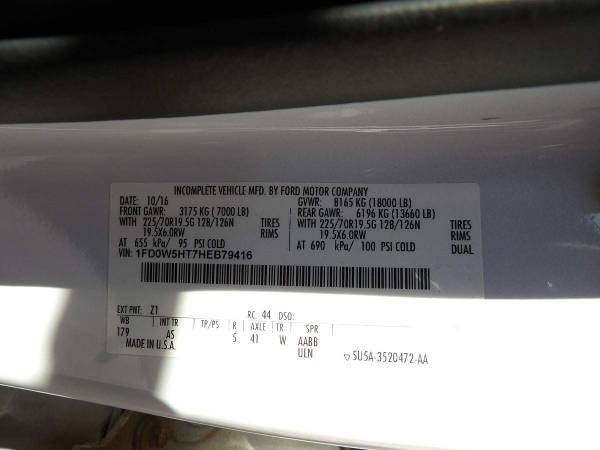 INCOMPLETE VEHICLE MFD. BY FORD MOTOR COMPANY
DATE: 10/16 GVWR: 8165 KG (18000 LB)
FRONT GAWR: 3175 KG ( 7000 LB) REAR GAWR: 6196 KG (13660 LB)
WITH 225/70R19.5G 128/126N TIRES WITH 225/70R19.5G 128/126N TIRES
19.5X6.0RW RIMS 19.5X6.0RW RIMS
AT 655 kPa/ 95 PSI COLD AT 690 kPa/ 100 PSI COLD DUAL
VIN: 1FD0W5HT7HEB79416
EXT PNT: Z1 RC: 44 DSO:
WB INT TR TP/PS R AXLE TR SPR
179 AS 5 41 W AABB
MADE IN U.S.A. ULN ▽ 5U5A-3520472-AA